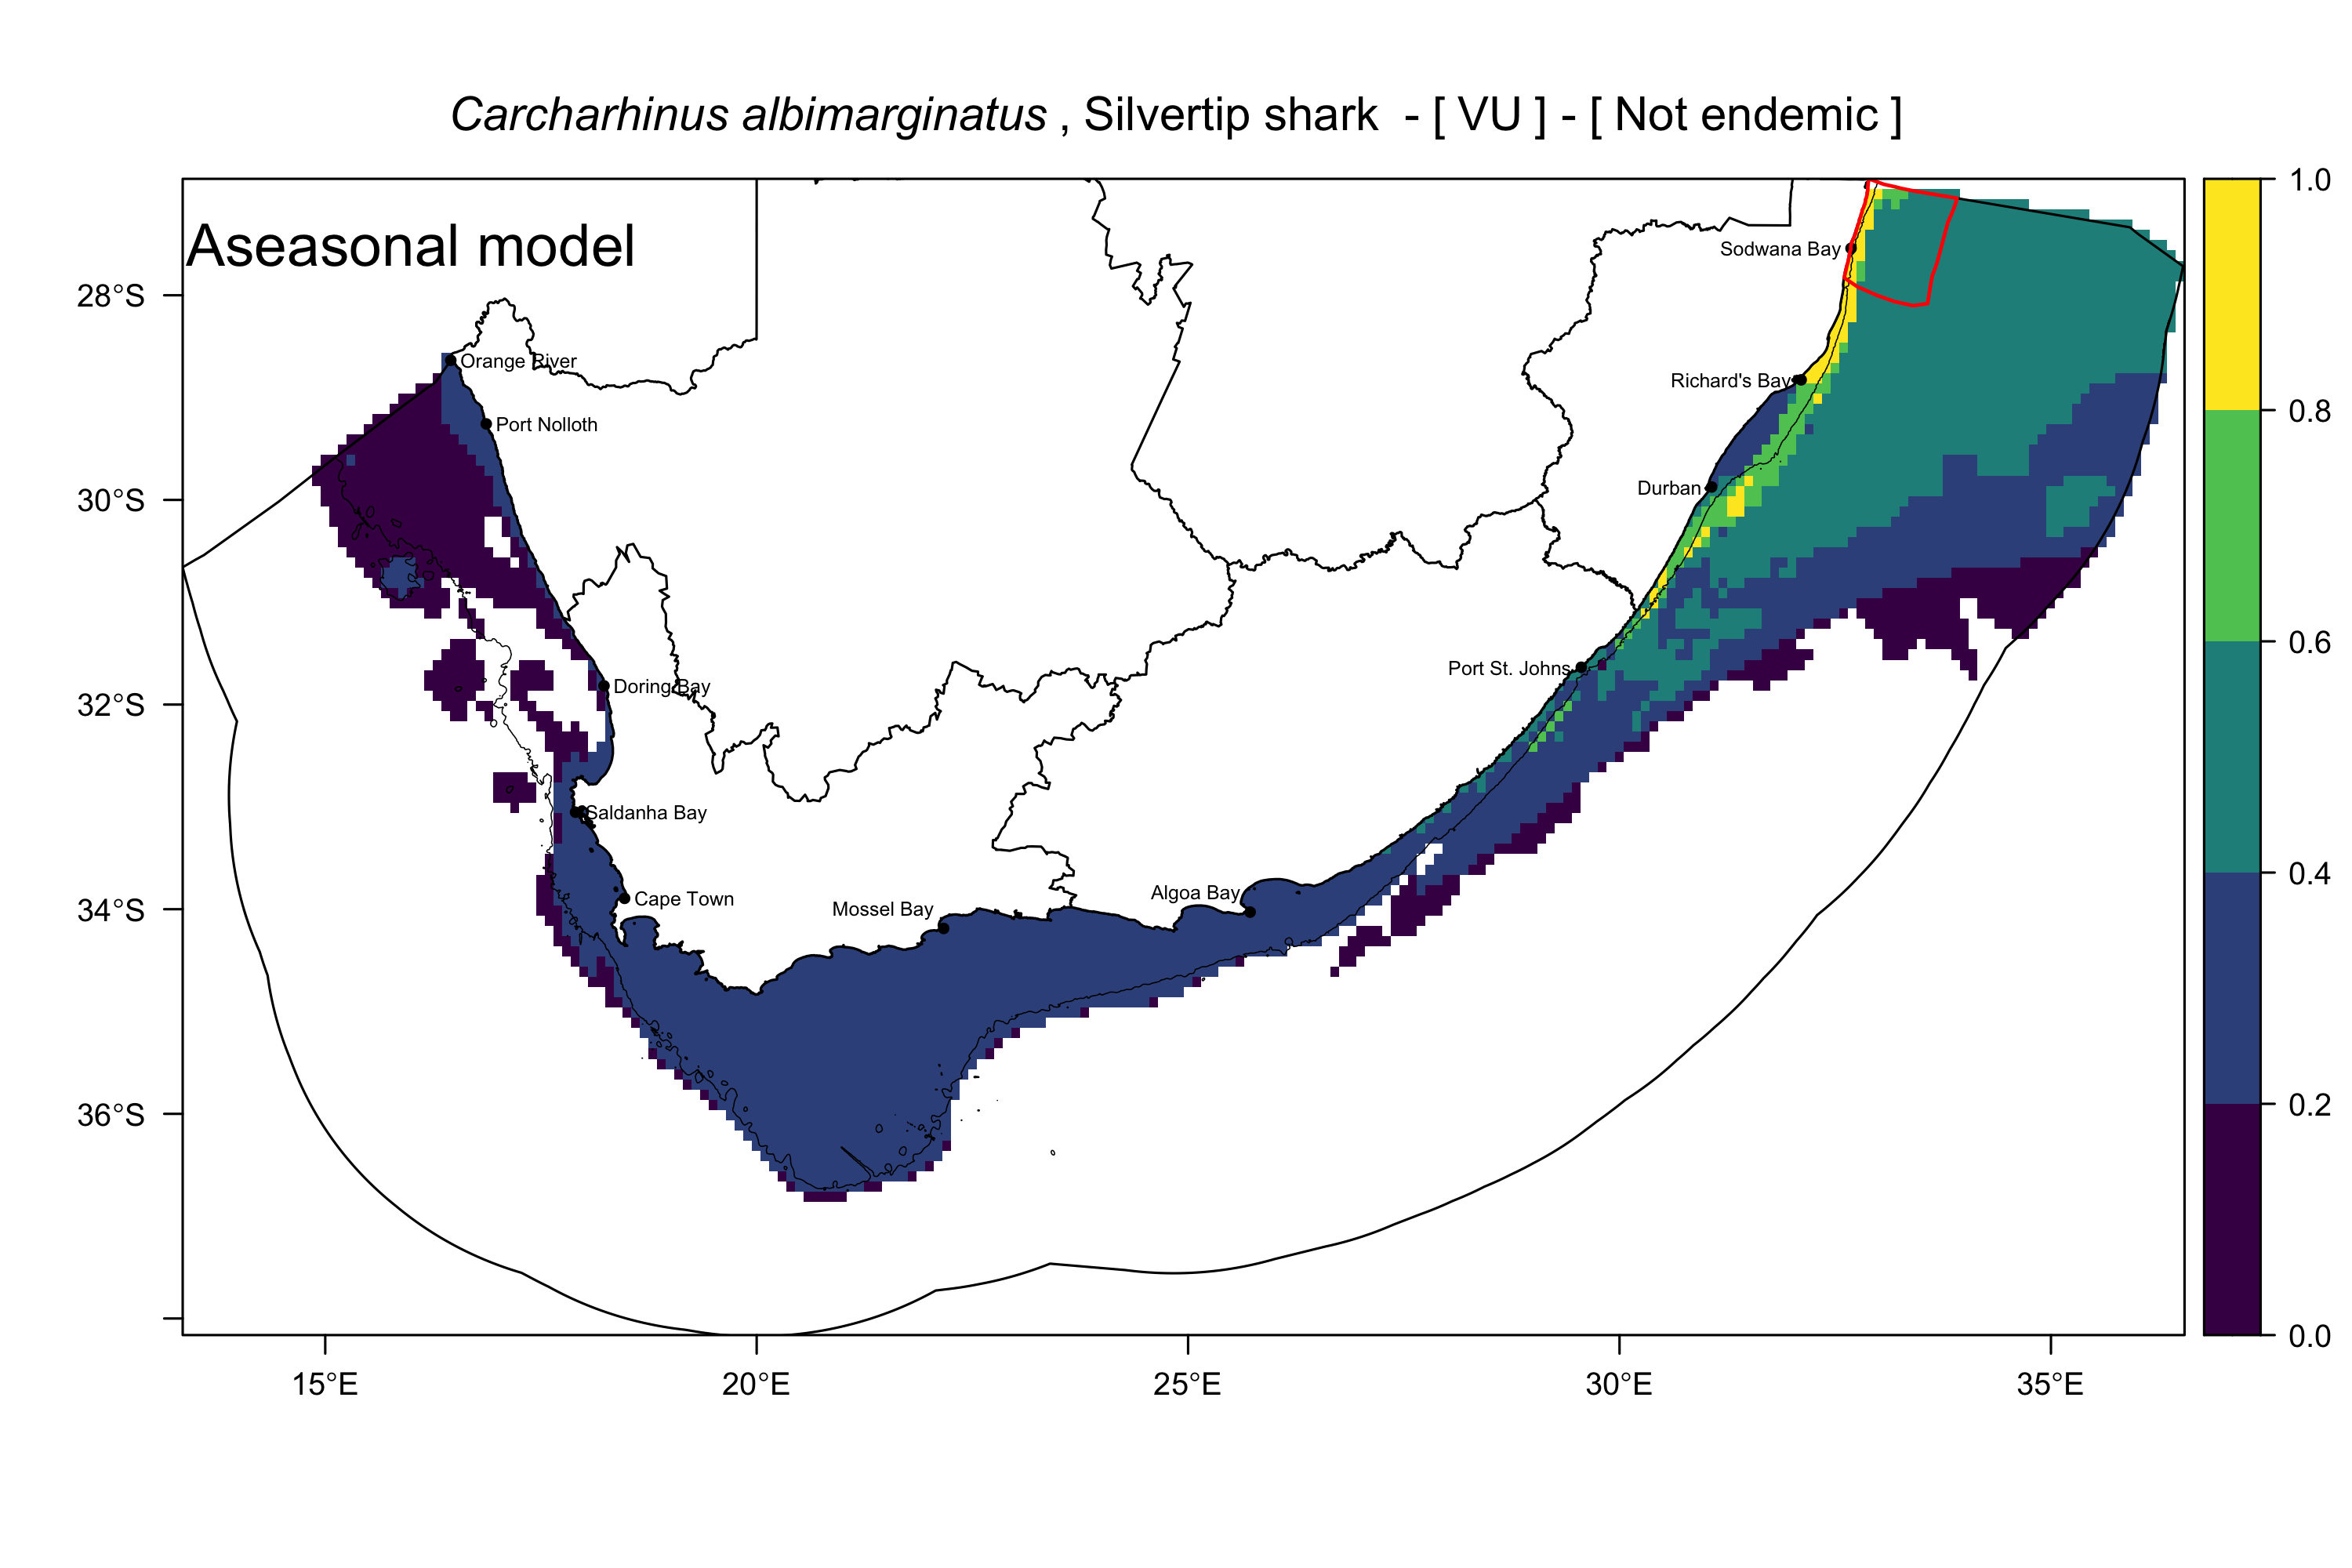 Carcharhinus albimarginatus , Silvertip shark - [ VU ] - [ Not endemic ]
Aseasonal model
1.0
0.8
0.6
0.4
0.2
0.0
28°S
30°S
32°S
34°S
36°S
15°E
20°E
25°E
30°E
35°E
Sodwana Bay
Richard's Bay
Durban
Port St. Johns
Algoa Bay
Mossel Bay
Cape Town
Saldanha Bay
Doring Bay
Port Nolloth
Orange River